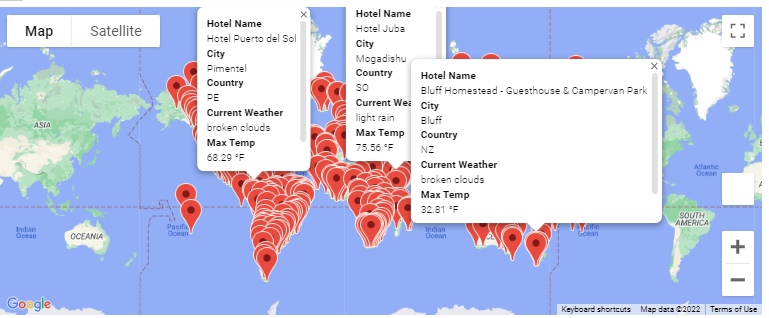 Map
Satellite
Hotel Name
Hotel Puerto del Sol
City
Pimentel
Country
PE
Current Weather
broken clouds
Max Temp
68.29 °F
Hotel Name
Hotel Juba
City
Mogadishu
Country
SO
Current Wea
light rain
Max Temp
75.56 °F
Hotel Name
Bluff Homestead - Guesthouse & Campervan Park
City
Bluff
Country
NZ
Current Weather
broken clouds
Max Temp
32.81 °F
ASIA
Indian
Ocean
OCEANIA
Pacific
Ocean
Indian
Ocean
Ocean
Atlantic
Ocean
SOUTH
AMERICA
Google
Keyboard shortcuts
Map data ©2022
Terms of Use